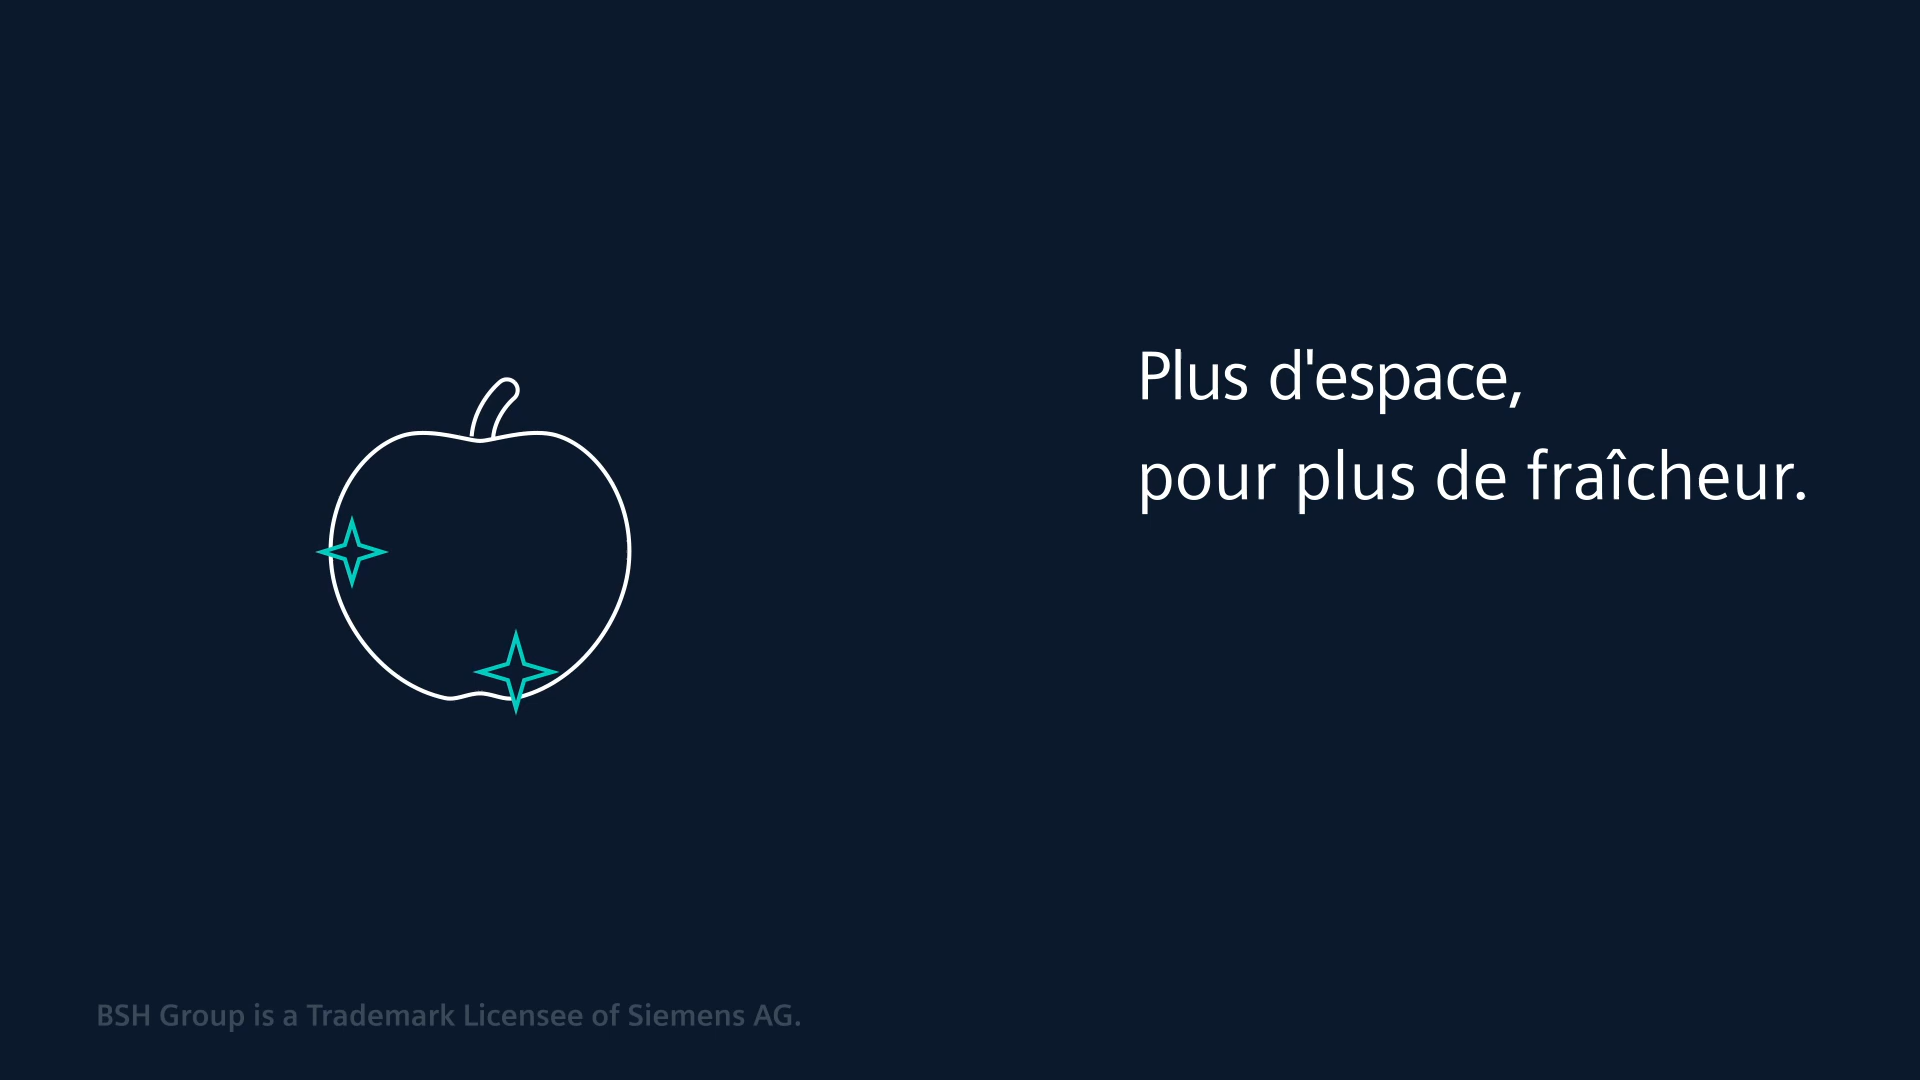 Plus d'espace,
pour plus de fraîcheur.
BSH Group is a Trademark Licensee of Siemens AG.